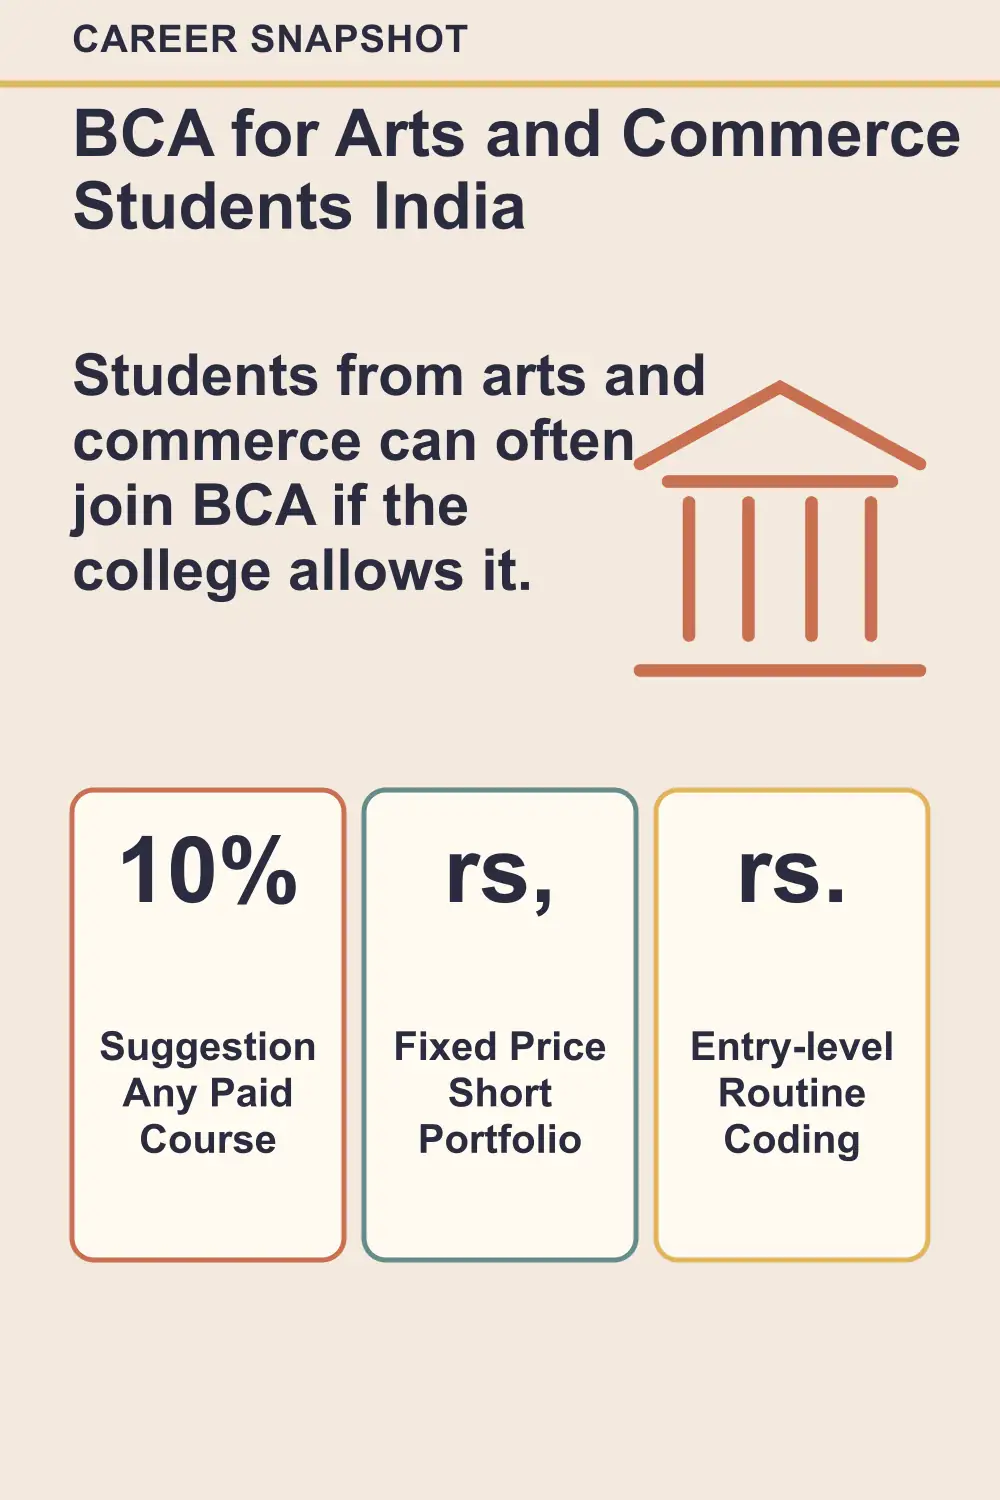 CAREER SNAPSHOT
BCA for Arts and Commerce
Students India
Students from arts and
commerce can often
join BCA if the
college allows it.
10%
Suggestion
Any Paid
Course
rs,
Fixed Price
Short
Portfolio
rs.
Entry-level
Routine
Coding